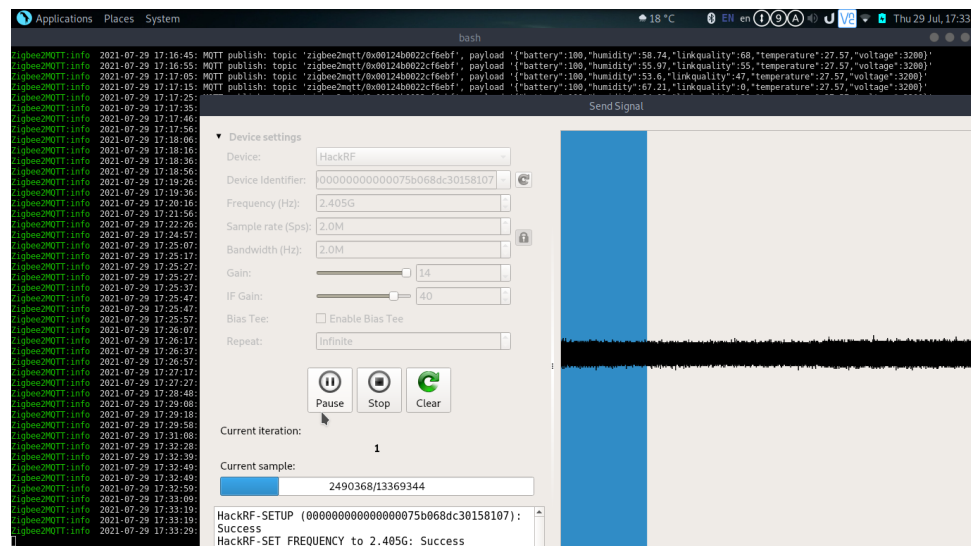 Applications Places System
18 °C EN en 1 9 A U V2 Thu 29 Jul, 17:33
bash
Zigbee2MQTT:info 2021-07-29 17:16:45: MQTT publish: topic 'zigbee2mqtt/0x00124b0022cf6ebf', payload '{"battery":100,"humidity":58.74,"linkquality":68,"temperature":27.57,"voltage":3200}'
Zigbee2MQTT:info 2021-07-29 17:16:55: MQTT publish: topic 'zigbee2mqtt/0x00124b0022cf6ebf', payload '{"battery":100,"humidity":55.97,"linkquality":55,"temperature":27.57,"voltage":3200}'
Zigbee2MQTT:info 2021-07-29 17:17:05: MQTT publish: topic 'zigbee2mqtt/0x00124b0022cf6ebf', payload '{"battery":100,"humidity":53.6,"linkquality":47,"temperature":27.57,"voltage":3200}'
Zigbee2MQTT:info 2021-07-29 17:17:15: MQTT publish: topic 'zigbee2mqtt/0x00124b0022cf6ebf', payload '{"battery":100,"humidity":67.21,"linkquality":0,"temperature":27.57,"voltage":3200}'
Zigbee2MQTT:info 2021-07-29 17:17:25:
Zigbee2MQTT:info 2021-07-29 17:17:35:
Zigbee2MQTT:info 2021-07-29 17:17:46:
Zigbee2MQTT:info 2021-07-29 17:17:56:
Zigbee2MQTT:info 2021-07-29 17:18:06:
Zigbee2MQTT:info 2021-07-29 17:18:16:
Zigbee2MQTT:info 2021-07-29 17:18:36:
Zigbee2MQTT:info 2021-07-29 17:18:56:
Zigbee2MQTT:info 2021-07-29 17:19:26:
Zigbee2MQTT:info 2021-07-29 17:19:36:
Zigbee2MQTT:info 2021-07-29 17:20:16:
Zigbee2MQTT:info 2021-07-29 17:21:56:
Zigbee2MQTT:info 2021-07-29 17:22:26:
Zigbee2MQTT:info 2021-07-29 17:24:57:
Zigbee2MQTT:info 2021-07-29 17:25:07:
Zigbee2MQTT:info 2021-07-29 17:25:17:
Zigbee2MQTT:info 2021-07-29 17:25:27:
Zigbee2MQTT:info 2021-07-29 17:25:27:
Zigbee2MQTT:info 2021-07-29 17:25:37:
Zigbee2MQTT:info 2021-07-29 17:25:47:
Zigbee2MQTT:info 2021-07-29 17:25:47:
Zigbee2MQTT:info 2021-07-29 17:25:57:
Zigbee2MQTT:info 2021-07-29 17:26:07:
Zigbee2MQTT:info 2021-07-29 17:26:17:
Zigbee2MQTT:info 2021-07-29 17:26:37:
Zigbee2MQTT:info 2021-07-29 17:26:57:
Zigbee2MQTT:info 2021-07-29 17:27:17:
Zigbee2MQTT:info 2021-07-29 17:27:27:
Zigbee2MQTT:info 2021-07-29 17:28:48:
Zigbee2MQTT:info 2021-07-29 17:29:08:
Zigbee2MQTT:info 2021-07-29 17:29:18:
Zigbee2MQTT:info 2021-07-29 17:29:58:
Zigbee2MQTT:info 2021-07-29 17:31:08:
Zigbee2MQTT:info 2021-07-29 17:32:28:
Zigbee2MQTT:info 2021-07-29 17:32:39:
Zigbee2MQTT:info 2021-07-29 17:32:49:
Zigbee2MQTT:info 2021-07-29 17:32:49:
Zigbee2MQTT:info 2021-07-29 17:32:59:
Zigbee2MQTT:info 2021-07-29 17:33:09:
Zigbee2MQTT:info 2021-07-29 17:33:19:
Zigbee2MQTT:info 2021-07-29 17:33:19:
Zigbee2MQTT:info 2021-07-29 17:33:29:
Send Signal
Device settings
Device: HackRF
Device Identifier: 00000000000075b068dc30158107
Frequency (Hz): 2.405G
Sample rate (Sps): 2.0M
Bandwidth (Hz): 2.0M
Gain: 14
IF Gain: 40
Bias Tee: Enable Bias Tee
Repeat: Infinite
Pause Stop Clear
Current iteration:
1
Current sample:
2490368/13369344
HackRF-SETUP (000000000000000075b068dc30158107):
Success
HackRF-SET FREQUENCY to 2.405G: Success